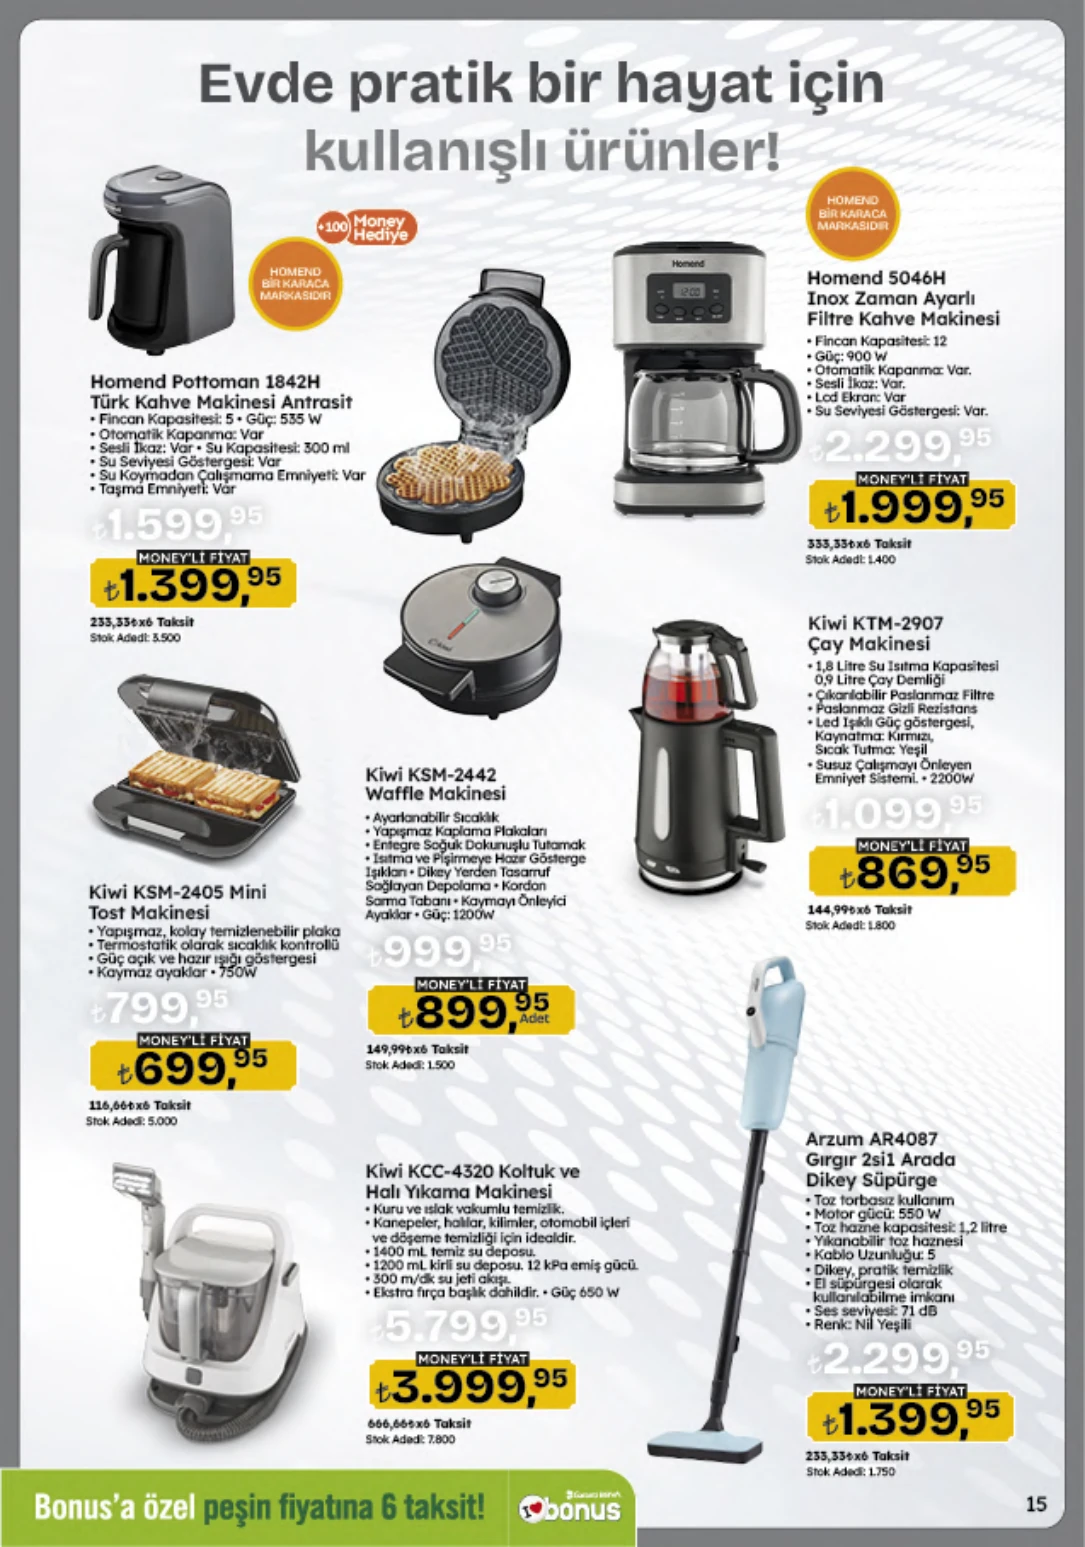 Evde pratik bir hayat için
kullanışlı ürünler!
+100 Money
Hediye
HOMEND
BİR KARACA
MARKASIDIR
Homend Pottoman 1842H
Türk Kahve Makinesi Antrasit
• Fincan Kapasitesi: 5 • Güç: 535 W
• Otomatik Kapanma: Var
• Sesli İkaz: Var • Su Kapasitesi: 300 ml
• Su Seviyesi Göstergesi: Var
• Su Koymadan Çalışmama Emniyeti: Var
• Taşma Emniyeti: Var
₺1.599,95
MONEY'Lİ FİYAT
₺1.399,95
233,33₺x6 Taksit
Stok Adedi: 3.500
HOMEND
BİR KARACA
MARKASIDIR
Homend
12:00
Homend 5046H
Inox Zaman Ayarlı
Filtre Kahve Makinesi
• Fincan Kapasitesi: 12
• Güç: 900 W
• Otomatik Kapanma: Var.
• Sesli İkaz: Var.
• Lcd Ekran: Var
• Su Seviyesi Göstergesi: Var.
₺2.299,95
MONEY'Lİ FİYAT
₺1.999,95
333,33₺x6 Taksit
Stok Adedi: 1.400
Kiwi
Kiwi KTM-2907
Çay Makinesi
• 1,8 Litre Su Isıtma Kapasitesi
0,9 Litre Çay Demliği
• Çıkarılabilir Paslanmaz Filtre
• Paslanmaz Gizli Rezistans
• Led Işıklı Güç göstergesi,
Kaynatma: Kırmızı,
Sıcak Tutma: Yeşil
• Susuz Çalışmayı Önleyen
Emniyet Sistemi. • 2200W
₺1.099,95
MONEY'Lİ FİYAT
₺869,95
144,99₺x6 Taksit
Stok Adedi: 1.800
Kiwi KSM-2405 Mini
Tost Makinesi
• Yapışmaz, kolay temizlenebilir plaka
• Termostatik olarak sıcaklık kontrollü
• Güç açık ve hazır ışığı göstergesi
• Kaymaz ayaklar • 750W
₺799,95
MONEY'Lİ FİYAT
₺699,95
116,66₺x6 Taksit
Stok Adedi: 5.000
Kiwi KSM-2442
Waffle Makinesi
• Ayarlanabilir Sıcaklık
• Yapışmaz Kaplama Plakaları
• Entegre Soğuk Dokunuşlu Tutamak
• Isıtma ve Pişirmeye Hazır Gösterge
Işıkları • Dikey Yerden Tasarruf
Sağlayan Depolama • Kordon
Sarma Tabanı • Kaymayı Önleyici
Ayaklar • Güç: 1200W
₺999,95
MONEY'Lİ FİYAT
₺899,95
Adet
149,99₺x6 Taksit
Stok Adedi: 1.500
Kiwi KCC-4320 Koltuk ve
Halı Yıkama Makinesi
• Kuru ve ıslak vakumlu temizlik.
• Kanepeler, halılar, kilimler, otomobil içleri
ve döşeme temizliği için idealdir.
• 1400 mL temiz su deposu.
• 1200 mL kirli su deposu. 12 kPa emiş gücü.
• 300 m/dk su jeti akışı.
• Ekstra fırça başlık dahildir. • Güç 650 W
₺5.799,95
MONEY'Lİ FİYAT
₺3.999,95
666,66₺x6 Taksit
Stok Adedi: 7.800
Arzum AR4087
Gırgır 2si1 Arada
Dikey Süpürge
• Toz torbasız kullanım
• Motor gücü: 550 W
• Toz hazne kapasitesi: 1,2 litre
• Yıkanabilir toz haznesi
• Kablo Uzunluğu: 5
• Dikey, pratik temizlik
• El süpürgesi olarak
kullanılabilme imkanı
• Ses seviyesi: 71 dB
• Renk: Nil Yeşili
₺2.299,95
MONEY'Lİ FİYAT
₺1.399,95
233,33₺x6 Taksit
Stok Adedi: 1.750
Bonus'a özel peşin fiyatına 6 taksit!
Garanti BBVA
I bonus
15